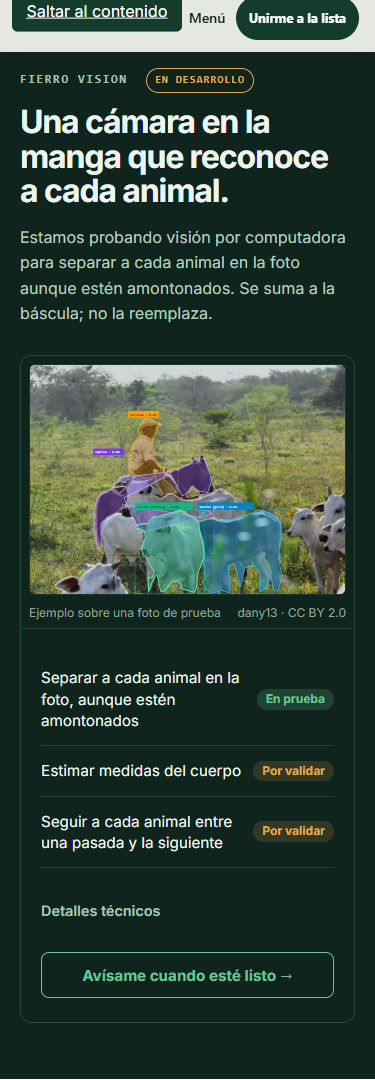 Saltar al contenido
Menú
Unirme a la lista
FIERRO VISION
EN DESARROLLO
Una cámara en la
manga que reconoce
a cada animal.
Estamos probando visión por computadora
para separar a cada animal en la foto
aunque estén amontonados. Se suma a la
báscula; no la reemplaza.
Ejemplo sobre una foto de prueba
dany13 · CC BY 2.0
Separar a cada animal en la
foto, aunque estén
amontonados
En prueba
Estimar medidas del cuerpo
Por validar
Seguir a cada animal entre
una pasada y la siguiente
Por validar
Detalles técnicos
Avísame cuando esté listo →